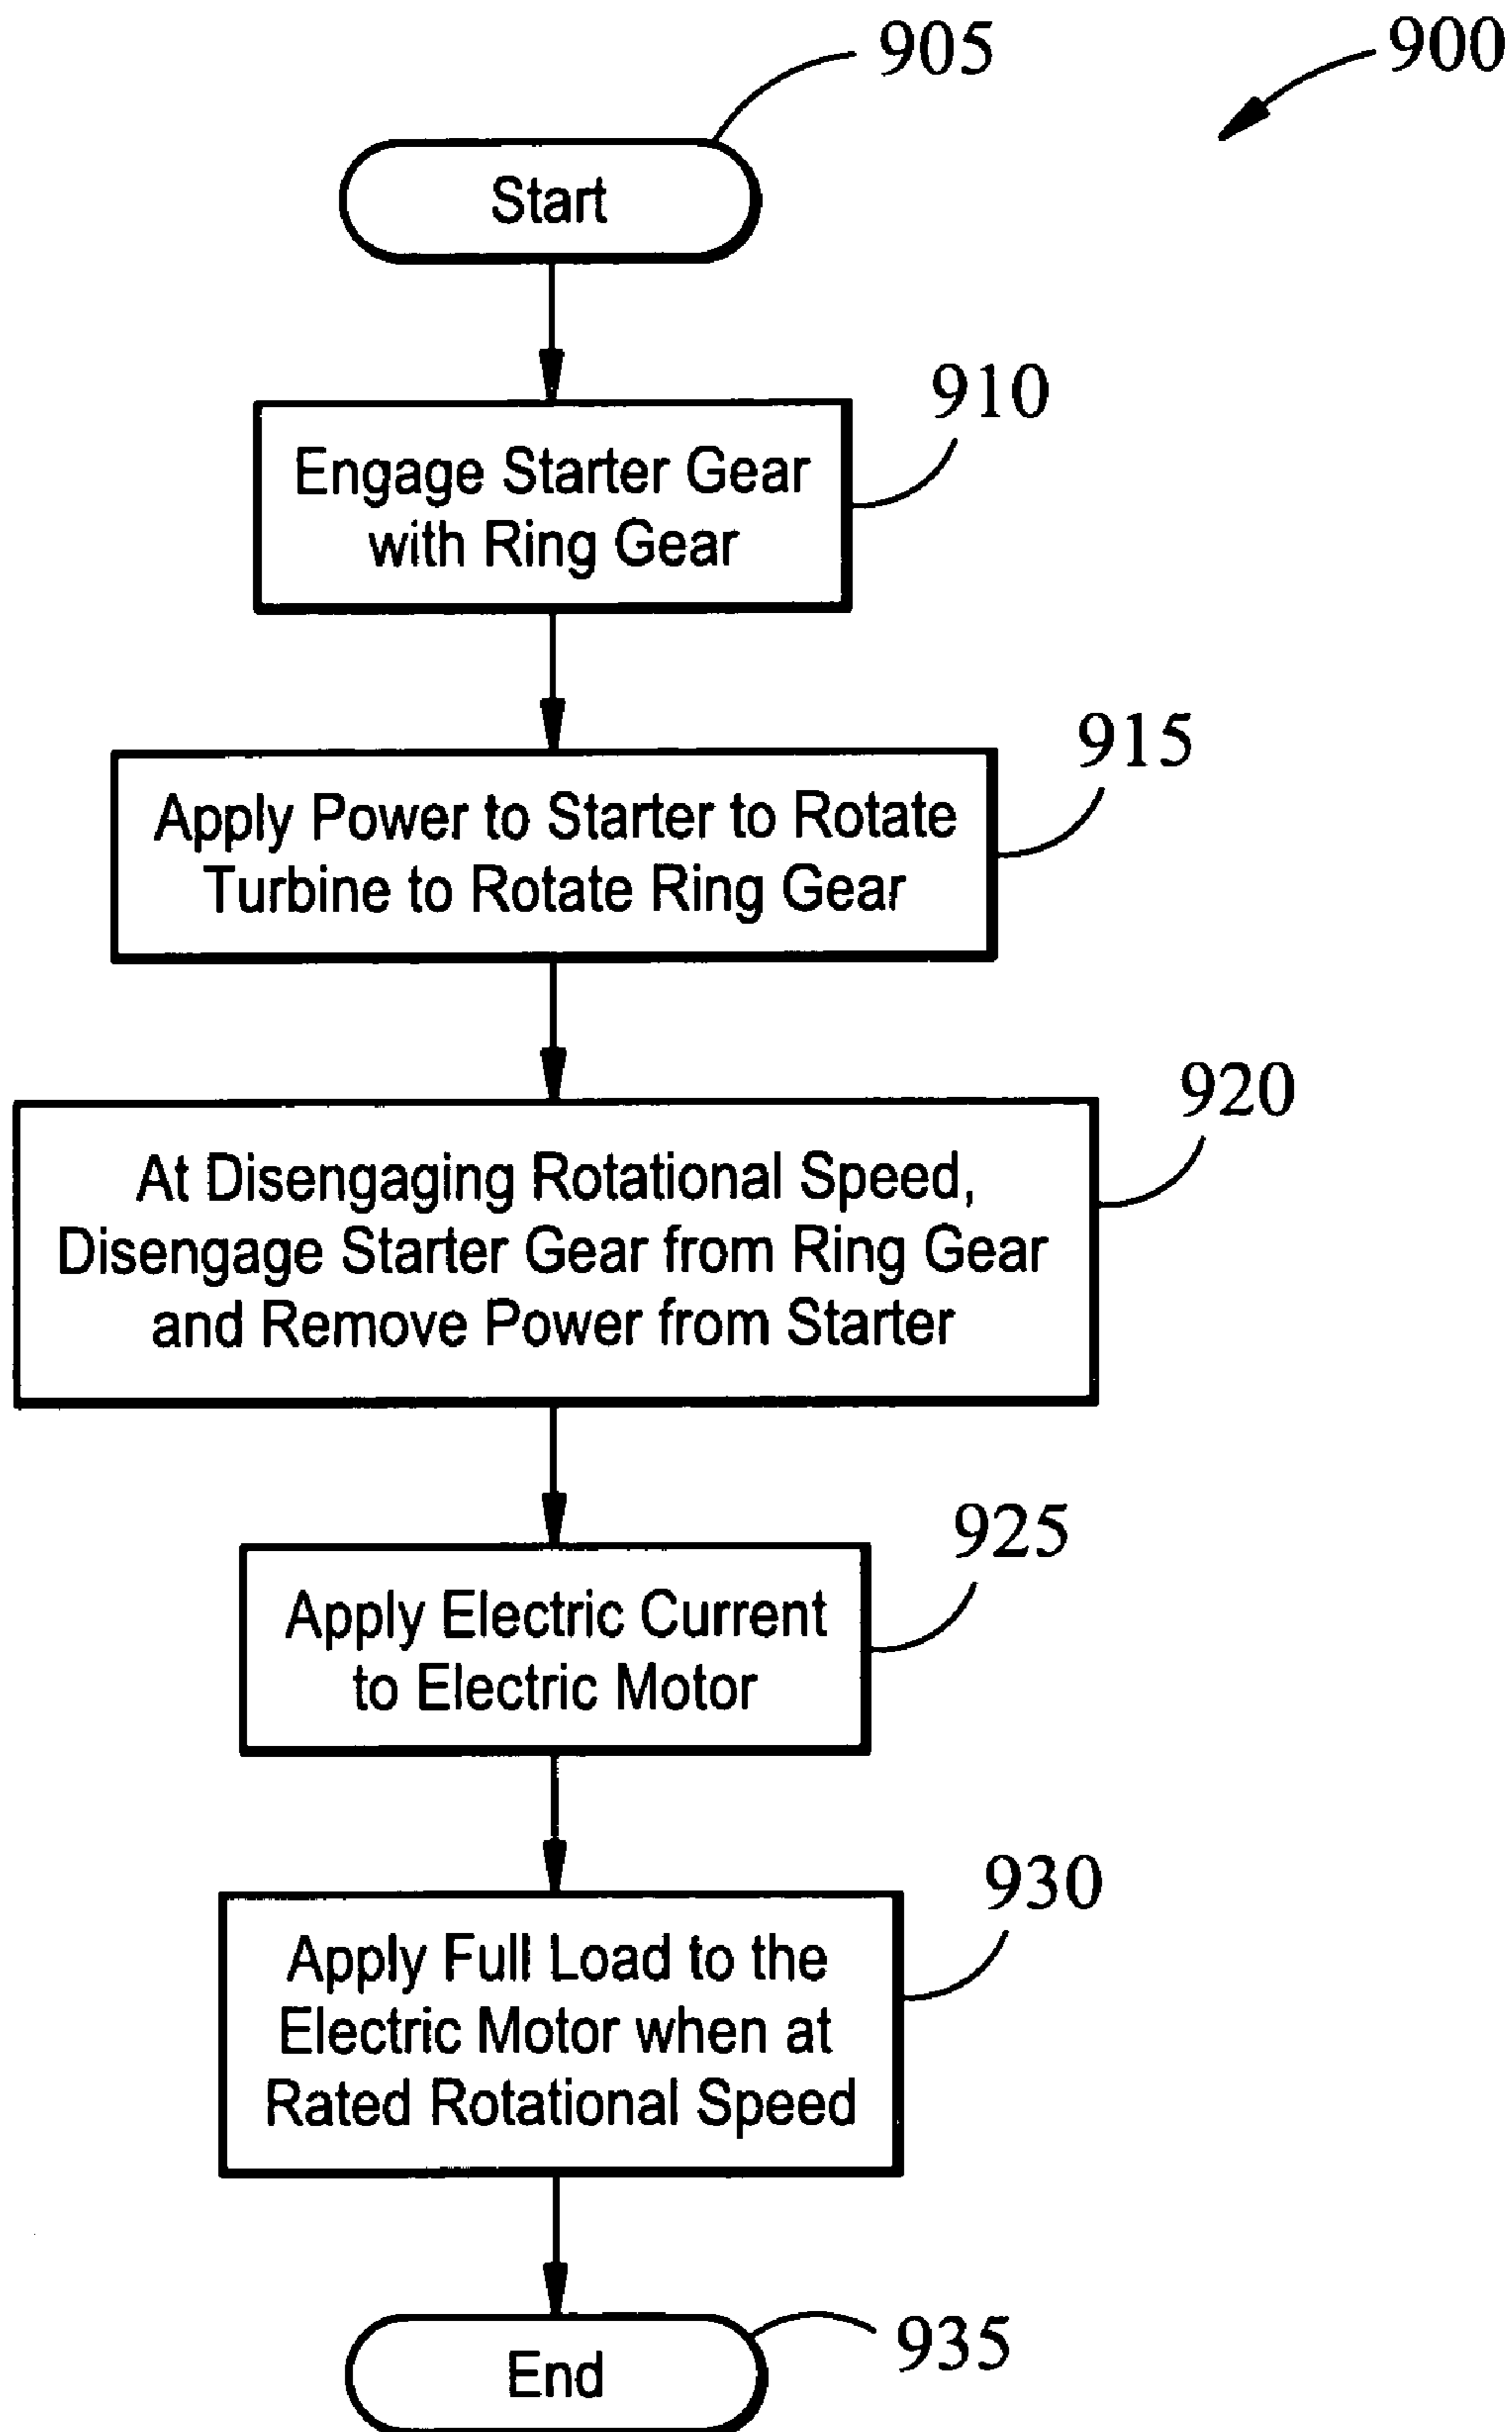 905
900
Start
910
Engage Starter Gear
with Ring Gear
915
Apply Power to Starter to Rotate
Turbine to Rotate Ring Gear
920
At Disengaging Rotational Speed,
Disengage Starter Gear from Ring Gear
and Remove Power from Starter
925
Apply Electric Current
to Electric Motor
930
Apply Full Load to the
Electric Motor when at
Rated Rotational Speed
935
End